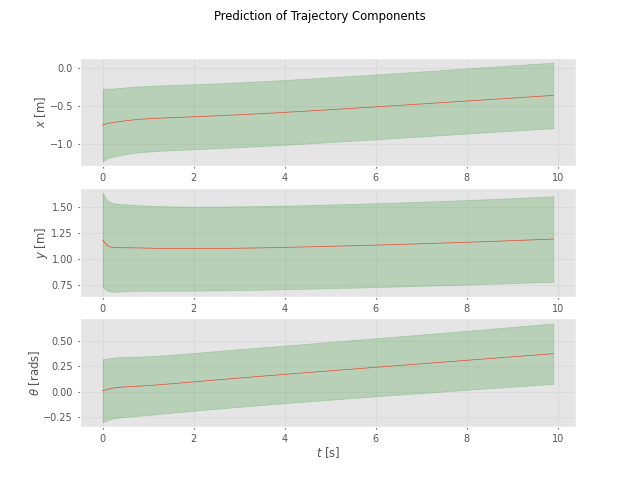 Prediction of Trajectory Components
x [m]
0.0
−0.5
−1.0
0 2 4 6 8 10
y [m]
1.50
1.25
1.00
0.75
0 2 4 6 8 10
θ [rads]
0.50
0.25
0.00
−0.25
0 2 4 6 8 10
t [s]